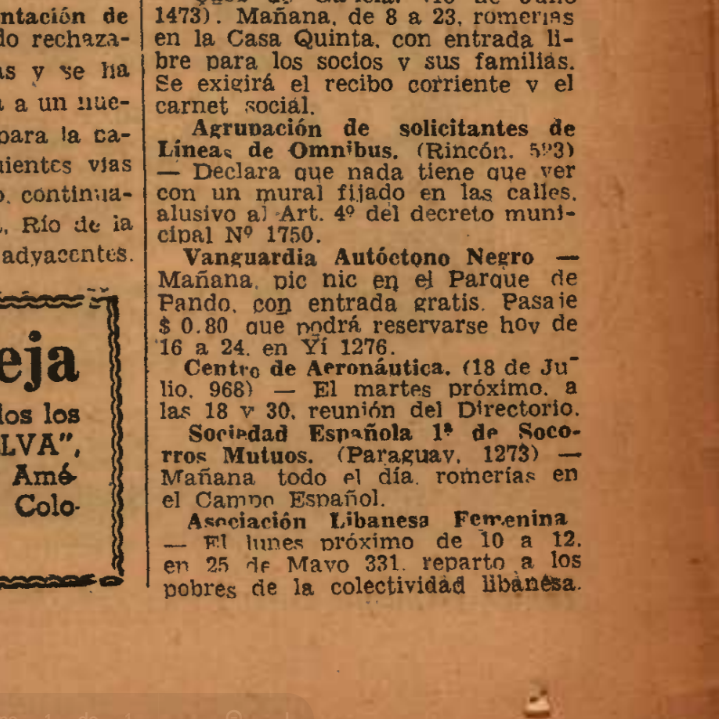 ntación de
do rechaza-
as y se ha
a a un nue-
para la ca-
uientes vias
o. continua-
Río de la
adyacentes.
eja
los los
LVA",
Amé-
Colo-
1473). Mañana, de 8 a 23, romerías
en la Casa Quinta, con entrada li-
bre para los socios y sus familias.
Se exigirá el recibo corriente y el
carnet social.
Agrupación de solicitantes de
Líneas de Omnibus. (Rincón. 593)
— Declara que nada tiene que ver
con un mural fijado en las calles,
alusivo al Art. 4º del decreto muni-
cipal Nº 1750.
Vanguardia Autóctono Negro —
Mañana, pic nic en el Parque de
Pando, con entrada gratis. Pasaje
$ 0.80 que podrá reservarse hoy de
16 a 24, en Yí 1276.
Centro de Aeronáutica. (18 de Ju-
lio, 968) — El martes próximo, a
las 18 y 30, reunión del Directorio.
Sociedad Española 1ª de Soco-
rros Mutuos. (Paraguay, 1273) —
Mañana todo el día, romerías en
el Campo Español.
Asociación Libanesa Femenina
— El lunes próximo de 10 a 12,
en 25 de Mayo 331, reparto a los
pobres de la colectividad libanesa.